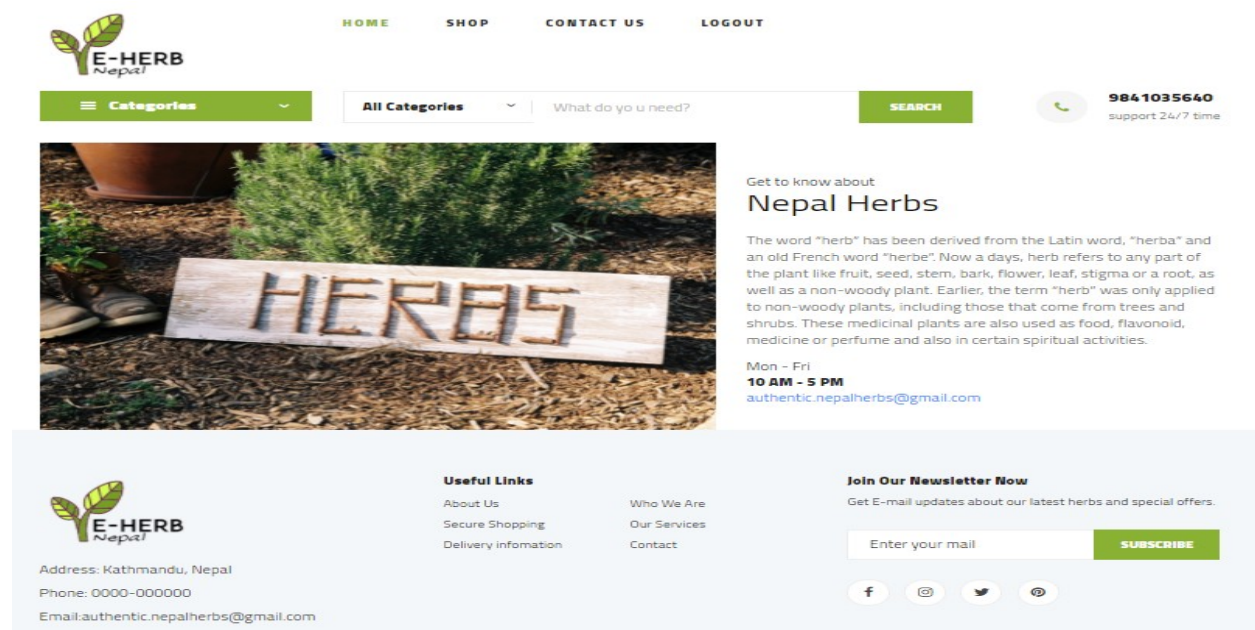 E-HERB
Nepal
HOME SHOP CONTACT US LOGOUT
Categories
All Categories What do yo u need? SEARCH
9841035640
support 24/7 time
HERBS
Get to know about
Nepal Herbs
The word "herb" has been derived from the Latin word, "herba" and
an old French word "herbe". Now a days, herb refers to any part of
the plant like fruit, seed, stem, bark, flower, leaf, stigma or a root, as
well as a non-woody plant. Earlier, the term "herb" was only applied
to non-woody plants, including those that come from trees and
shrubs. These medicinal plants are also used as food, flavonoid,
medicine or perfume and also in certain spiritual activities.
Mon - Fri
10 AM - 5 PM
authentic.nepalherbs@gmail.com
E-HERB
Nepal
Address: Kathmandu, Nepal
Phone: 0000-000000
Email:authentic.nepalherbs@gmail.com
Useful Links
About Us Who We Are
Secure Shopping Our Services
Delivery infomation Contact
Join Our Newsletter Now
Get E-mail updates about our latest herbs and special offers.
Enter your mail SUBSCRIBE